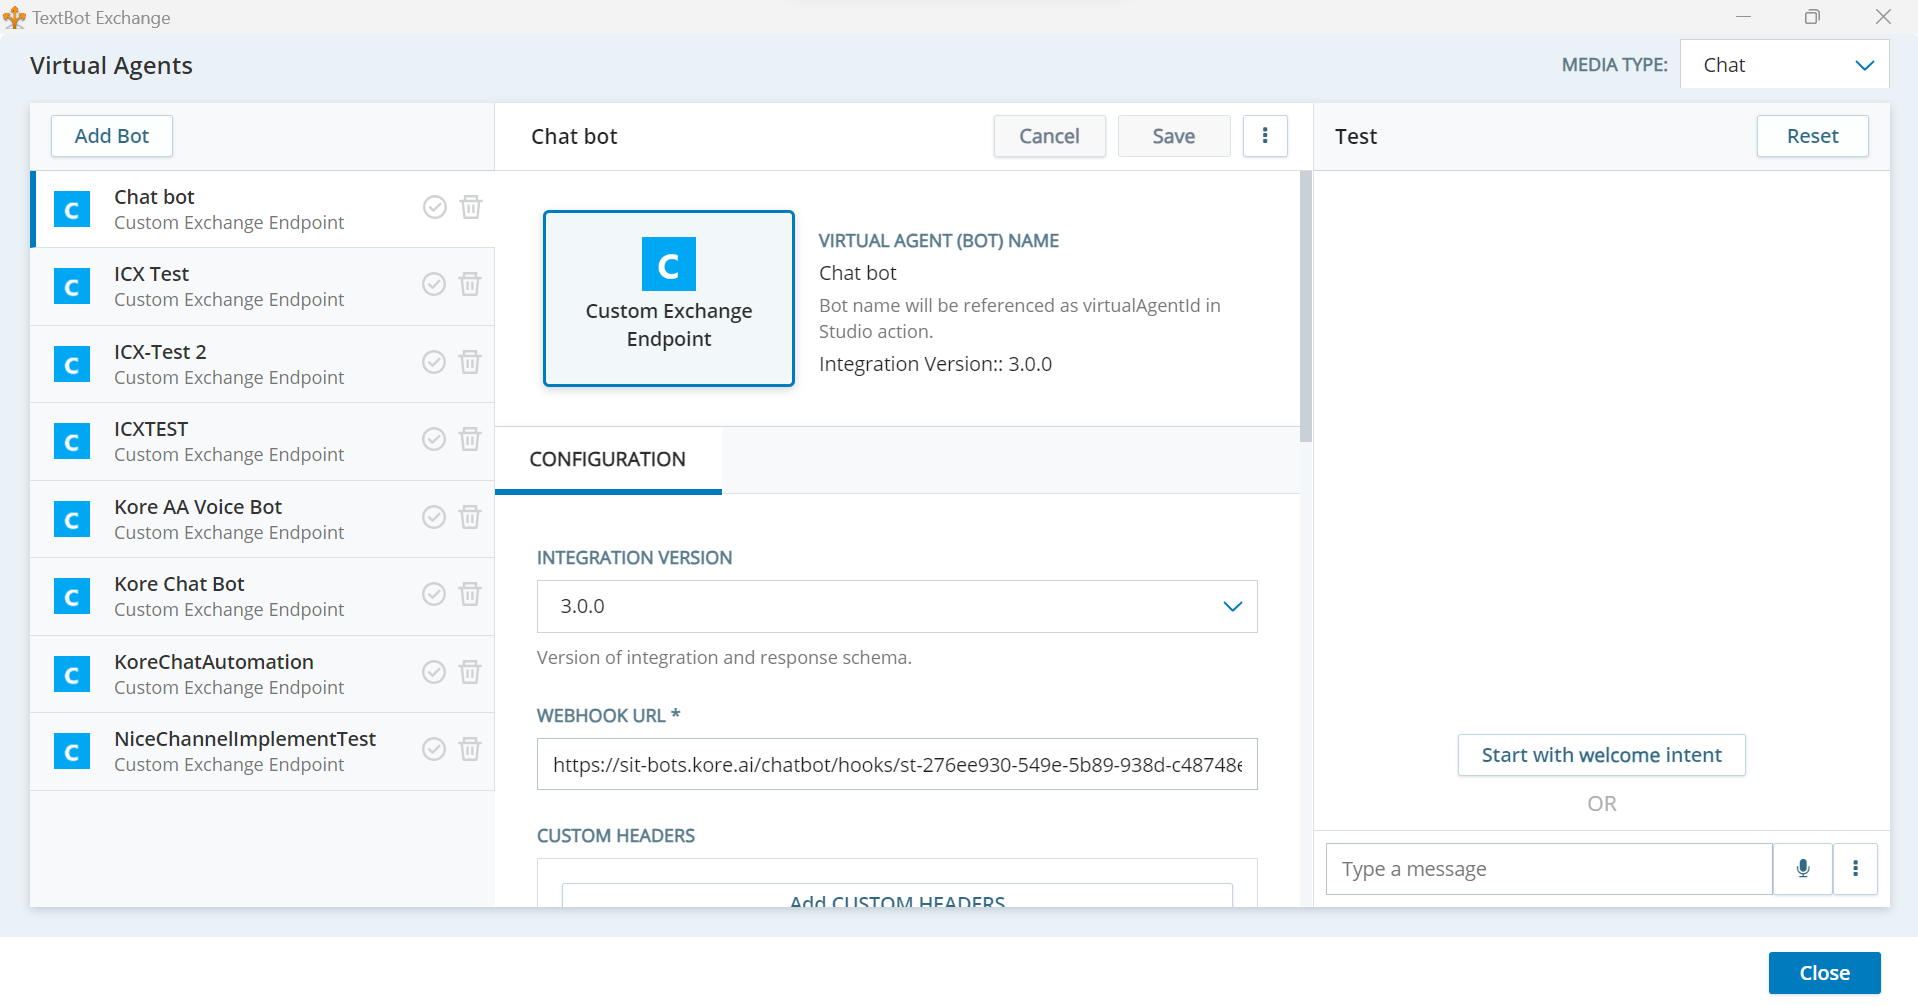 TextBot Exchange
Virtual Agents
MEDIA TYPE:
Chat
Add Bot
Chat bot
Custom Exchange Endpoint
ICX Test
Custom Exchange Endpoint
ICX-Test 2
Custom Exchange Endpoint
ICXTEST
Custom Exchange Endpoint
Kore AA Voice Bot
Custom Exchange Endpoint
Kore Chat Bot
Custom Exchange Endpoint
KoreChatAutomation
Custom Exchange Endpoint
NiceChannelImplementTest
Custom Exchange Endpoint
Chat bot
Cancel
Save
C
Custom Exchange
Endpoint
VIRTUAL AGENT (BOT) NAME
Chat bot
Bot name will be referenced as virtualAgentId in
Studio action.
Integration Version:: 3.0.0
CONFIGURATION
INTEGRATION VERSION
3.0.0
Version of integration and response schema.
WEBHOOK URL *
https://sit-bots.kore.ai/chatbot/hooks/st-276ee930-549e-5b89-938d-c48748e
CUSTOM HEADERS
Add CUSTOM HEADERS
Test
Reset
Start with welcome intent
OR
Type a message
Close